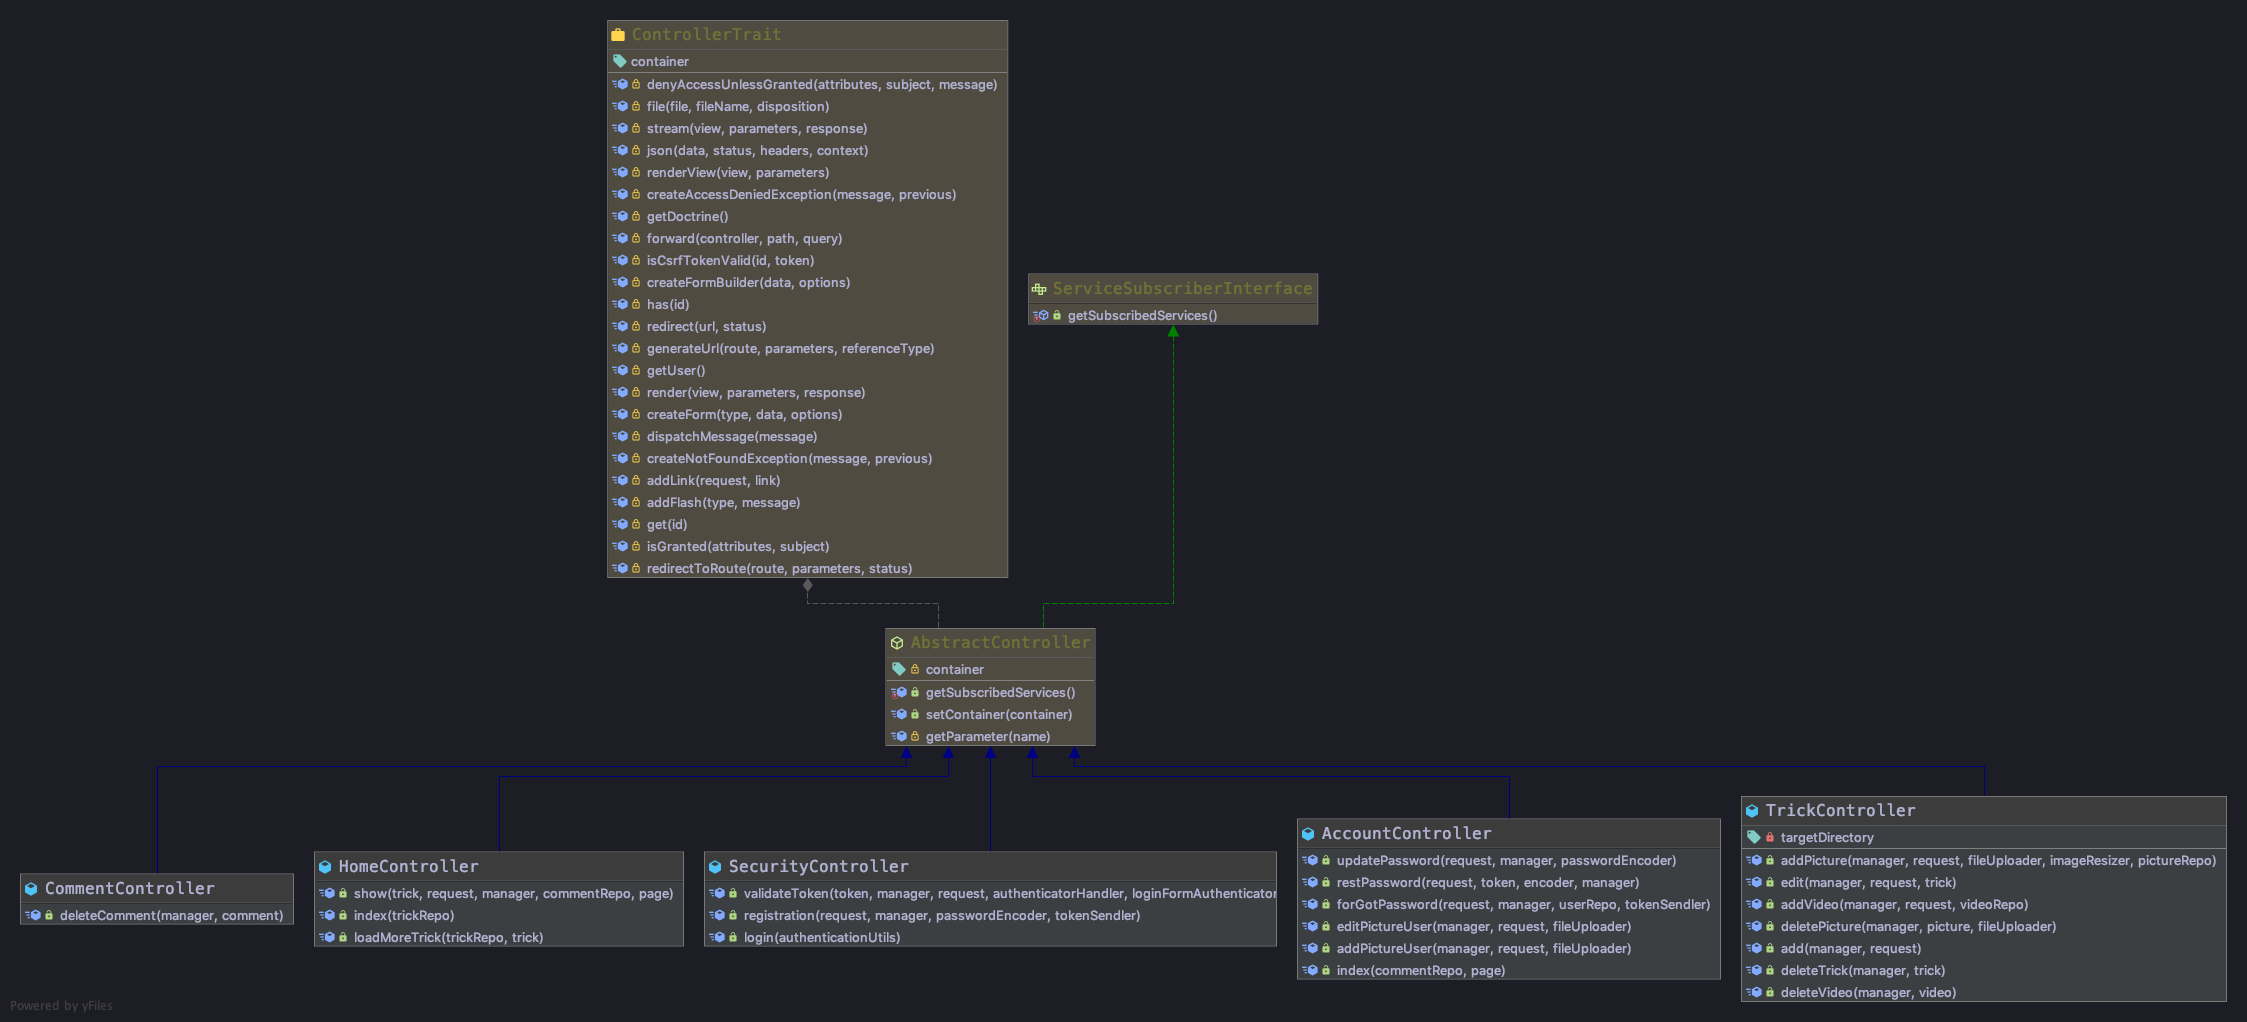 ControllerTrait
container
denyAccessUnlessGranted(attributes, subject, message)
file(file, fileName, disposition)
stream(view, parameters, response)
json(data, status, headers, context)
renderView(view, parameters)
createAccessDeniedException(message, previous)
getDoctrine()
forward(controller, path, query)
isCsrfTokenValid(id, token)
createFormBuilder(data, options)
has(id)
redirect(url, status)
generateUrl(route, parameters, referenceType)
getUser()
render(view, parameters, response)
createForm(type, data, options)
dispatchMessage(message)
createNotFoundException(message, previous)
addLink(request, link)
addFlash(type, message)
get(id)
isGranted(attributes, subject)
redirectToRoute(route, parameters, status)
ServiceSubscriberInterface
getSubscribedServices()
AbstractController
container
getSubscribedServices()
setContainer(container)
getParameter(name)
CommentController
deleteComment(manager, comment)
HomeController
show(trick, request, manager, commentRepo, page)
index(trickRepo)
loadMoreTrick(trickRepo, trick)
SecurityController
validateToken(token, manager, request, authenticatorHandler, loginFormAuthenticator
registration(request, manager, passwordEncoder, tokenSendler)
login(authenticationUtils)
AccountController
updatePassword(request, manager, passwordEncoder)
restPassword(request, token, encoder, manager)
forGotPassword(request, manager, userRepo, tokenSendler)
editPictureUser(manager, request, fileUploader)
addPictureUser(manager, request, fileUploader)
index(commentRepo, page)
TrickController
targetDirectory
addPicture(manager, request, fileUploader, imageResizer, pictureRepo)
edit(manager, request, trick)
addVideo(manager, request, videoRepo)
deletePicture(manager, picture, fileUploader)
add(manager, request)
deleteTrick(manager, trick)
deleteVideo(manager, video)
Powered by yFiles